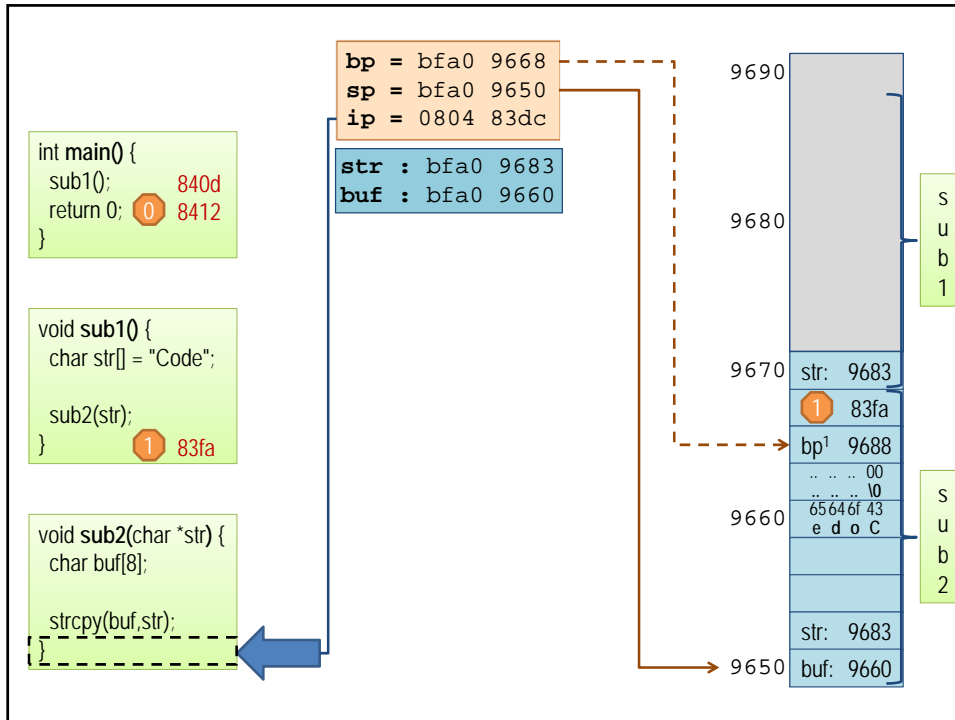 bp = bfa0 9668
sp = bfa0 9650
ip = 0804 83dc
str : bfa0 9683
buf : bfa0 9660
int main() {
sub1(); 840d
return 0; 0 8412
}
void sub1() {
char str[] = "Code";
sub2(str);
} 1 83fa
void sub2(char *str) {
char buf[8];
strcpy(buf,str);
}
9690
9680
9670 str: 9683
1 83fa
bp1 9688
.. .. .. 00
.. .. .. \0
9660 65 64 6f 43
e d o C
str: 9683
9650 buf: 9660
s
u
b
1
s
u
b
2